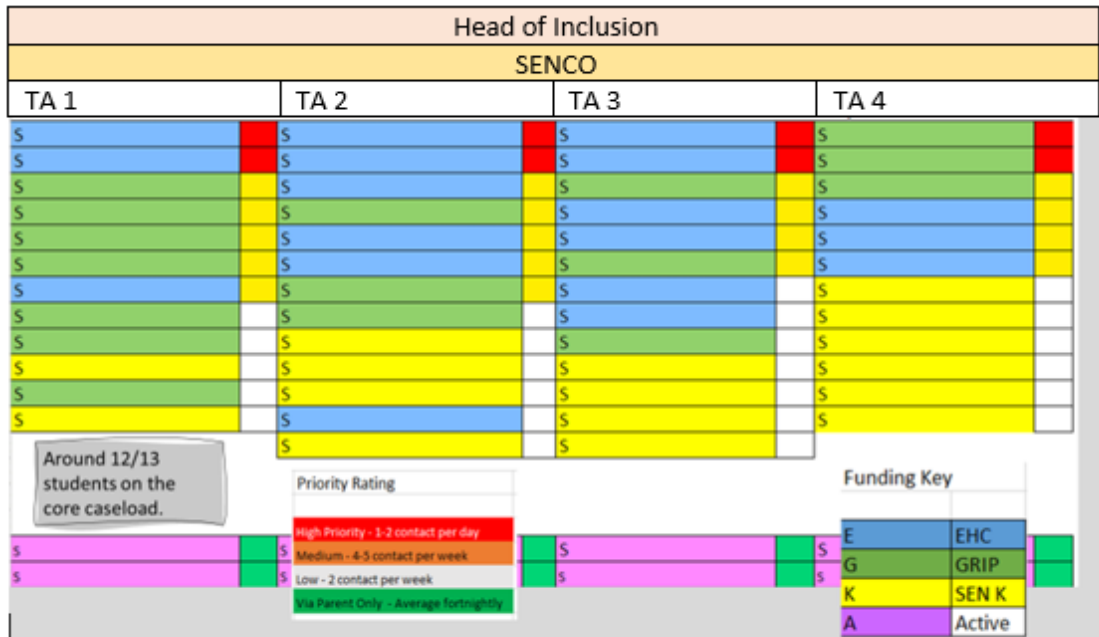 Head of Inclusion
SENCO
TA 1 TA 2 TA 3 TA 4
S S S S
S S S S
S S S S
S S S S
S S S S
S S S S
S S S S
S S S S
S S S S
S S S S
S S S S
S S S S
S S
Around 12/13
students on the
core caseload.
Priority Rating
High Priority - 1-2 contact per day
Medium - 4-5 contact per week
Low - 2 contact per week
Via Parent Only - Average fortnightly
Funding Key
E EHC
G GRIP
K SEN K
A Active
S S S S
S S S S